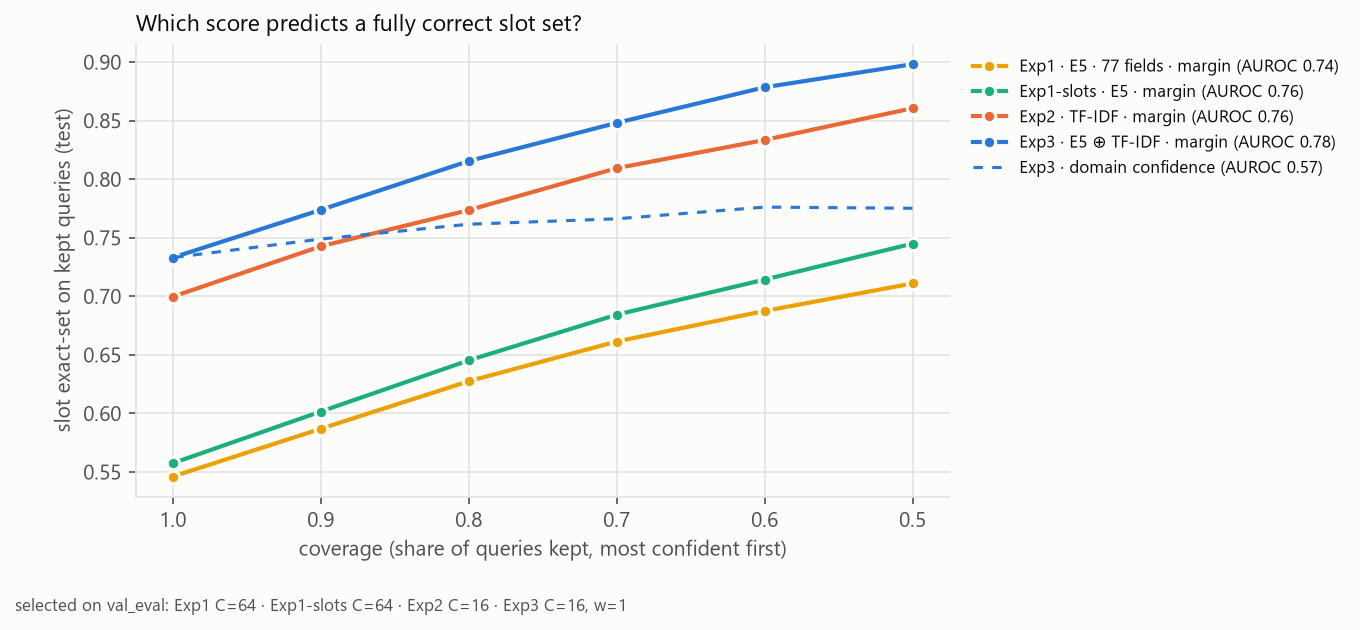 Which score predicts a fully correct slot set?
slot exact-set on kept queries (test)
0.90
0.85
0.80
0.75
0.70
0.65
0.60
0.55
1.0 0.9 0.8 0.7 0.6 0.5
coverage (share of queries kept, most confident first)
Exp1 · E5 · 77 fields · margin (AUROC 0.74)
Exp1-slots · E5 · margin (AUROC 0.76)
Exp2 · TF-IDF · margin (AUROC 0.76)
Exp3 · E5 ⊕ TF-IDF · margin (AUROC 0.78)
Exp3 · domain confidence (AUROC 0.57)
selected on val_eval: Exp1 C=64 · Exp1-slots C=64 · Exp2 C=16 · Exp3 C=16, w=1